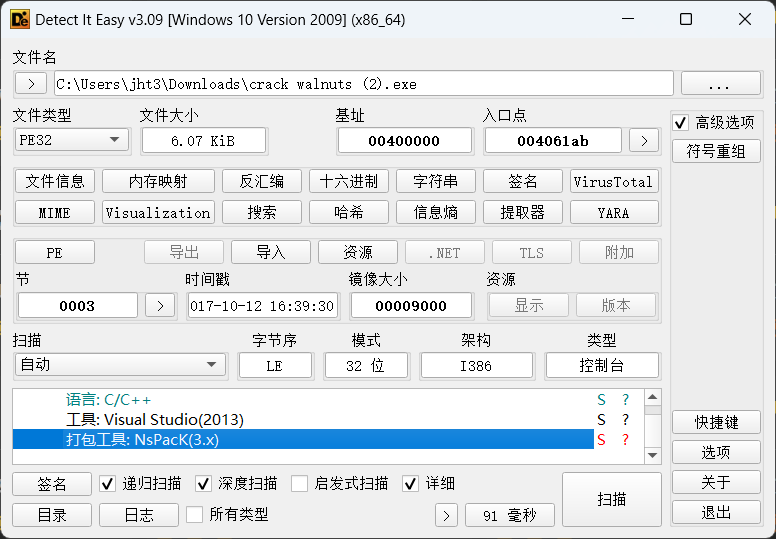 Detect It Easy v3.09 [Windows 10 Version 2009] (x86_64)
文件名
> C:\Users\jht3\Downloads\crack walnuts (2).exe ...
文件类型 文件大小 基址 入口点 高级选项
PE32 6.07 KiB 00400000 004061ab > 符号重组
文件信息 内存映射 反汇编 十六进制 字符串 签名 VirusTotal
MIME Visualization 搜索 哈希 信息熵 提取器 YARA
PE 导出 导入 资源 .NET TLS 附加
节 时间戳 镜像大小 资源
0003 > 017-10-12 16:39:30 00009000 显示 版本
扫描 字节序 模式 架构 类型
自动 LE 32 位 I386 控制台
语言: C/C++ S ?
工具: Visual Studio(2013) S ?
打包工具: NsPacK(3.x) S ?
快捷键
选项
关于
退出
签名 递归扫描 深度扫描 启发式扫描 详细 扫描
目录 日志 所有类型 > 91 毫秒